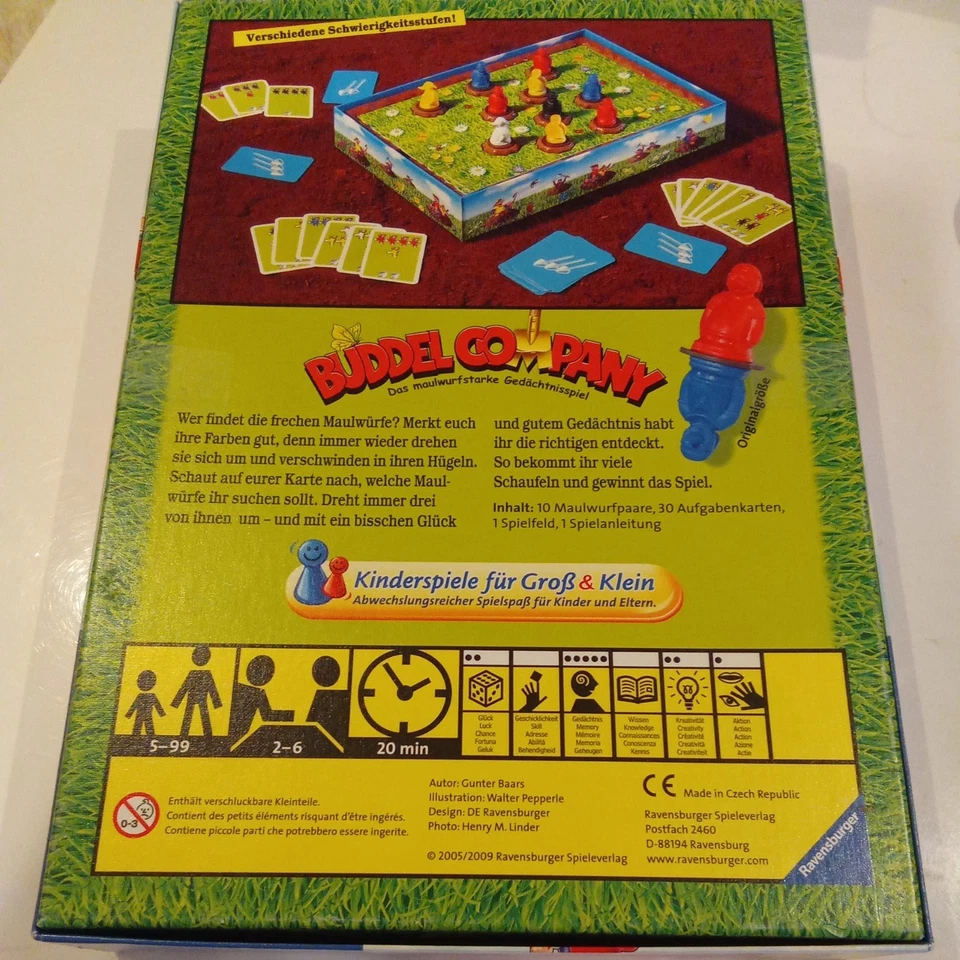 Verschiedene Schwierigkeitsstufen!
BUDDEL COMPANY
Das maulwurfstarke Gedächtnisspiel
Originalgröße
Wer findet die frechen Maulwürfe? Merkt euch
ihre Farben gut, denn immer wieder drehen
sie sich um und verschwinden in ihren Hügeln.
Schaut auf eurer Karte nach, welche Maul-
würfe ihr suchen sollt. Dreht immer drei
von ihnen um – und mit ein bisschen Glück
und gutem Gedächtnis habt
ihr die richtigen entdeckt.
So bekommt ihr viele
Schaufeln und gewinnt das Spiel.
Inhalt: 10 Maulwurfpaare, 30 Aufgabenkarten,
1 Spielfeld, 1 Spielanleitung
Kinderspiele für Groß & Klein
Abwechslungsreicher Spielspaß für Kinder und Eltern.
5–99
2–6
20 min
Glück
Luck
Chance
Fortuna
Geluk
Geschicklichkeit
Skill
Adresse
Abilità
Behendigheid
Gedächtnis
Memory
Mémoire
Memoria
Geheugen
Wissen
Knowledge
Connaissances
Conoscenza
Kennis
Kreativität
Creativity
Créativité
Creatività
Creativiteit
Aktion
Action
Action
Azione
Actie
0-3
Enthält verschluckbare Kleinteile.
Contient des petits éléments risquant d'être ingérés.
Contiene piccole parti che potrebbero essere ingerite.
Autor: Gunter Baars
Illustration: Walter Pepperle
Design: DE Ravensburger
Photo: Henry M. Linder
© 2005/2009 Ravensburger Spieleverlag
CE Made in Czech Republic
Ravensburger Spieleverlag
Postfach 2460
D-88194 Ravensburg
www.ravensburger.com
Ravensburger